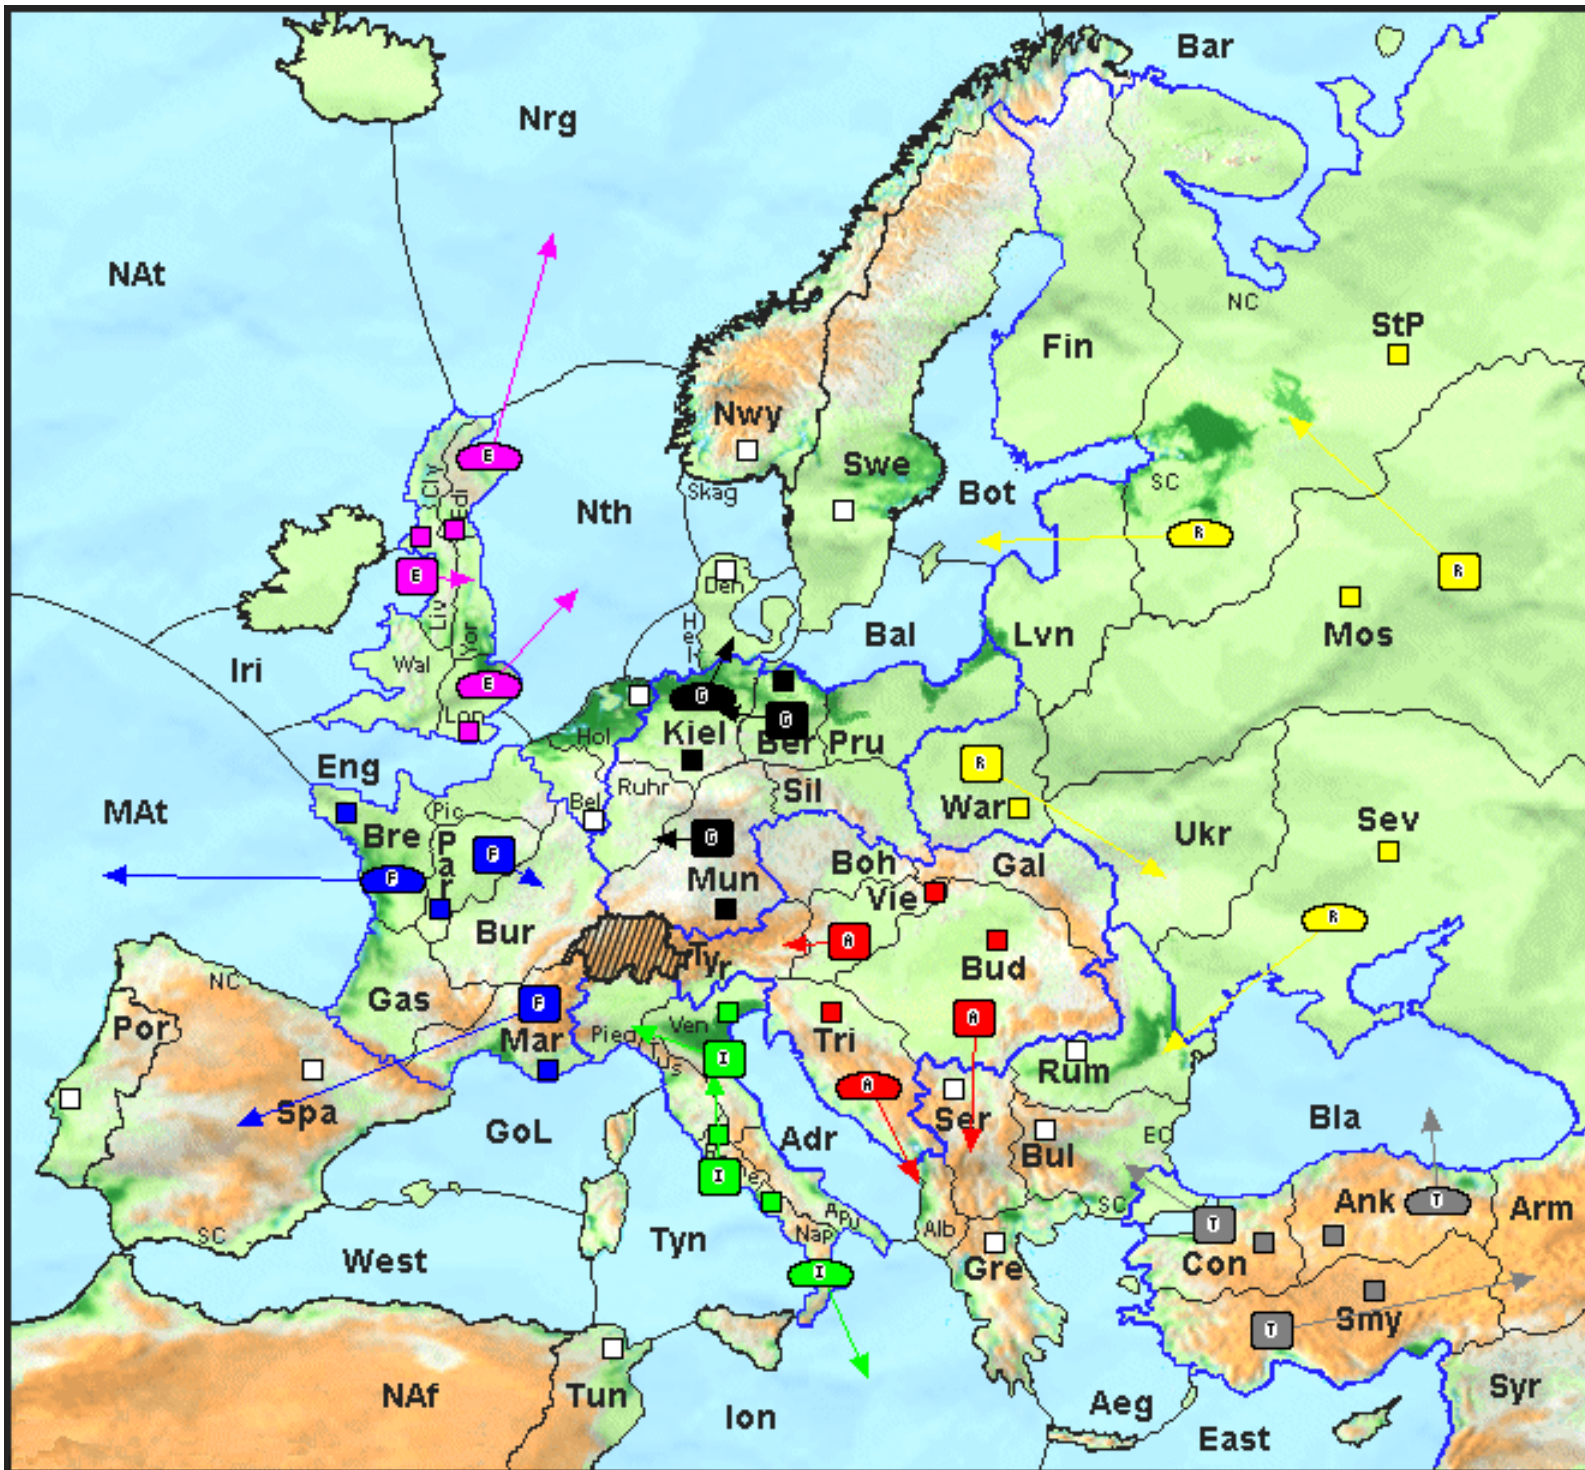 Bar
Nrg
NAt
NC
StP
Fin
Nwy
Swe
E
Cly
Edl
Skag
Bot
SC
Nth
R
Den
E
R
Mos
Liv
Yor
Hel
Bal
Lvn
Iri
Wal
E
G
Lon
G
Hol
Kiel
Ber
Pru
Eng
R
Ruhr
Sil
War
MAt
Pic
Bel
Sev
Bre
Par
F
G
Ukr
Boh
Gal
F
Mun
Vie
R
Bur
A
Bud
Tyr
NC
Gas
F
Por
A
Mar
Pied
Ven
Tri
Tus
I
Rum
A
Spa
Ser
GoL
Adr
Bla
Bul
EC
I
Ank
T
Arm
SC
Apu
T
SC
Nap
Alb
Tyn
West
Con
Gre
I
Smy
T
NAf
Tun
Syr
Ion
Aeg
East